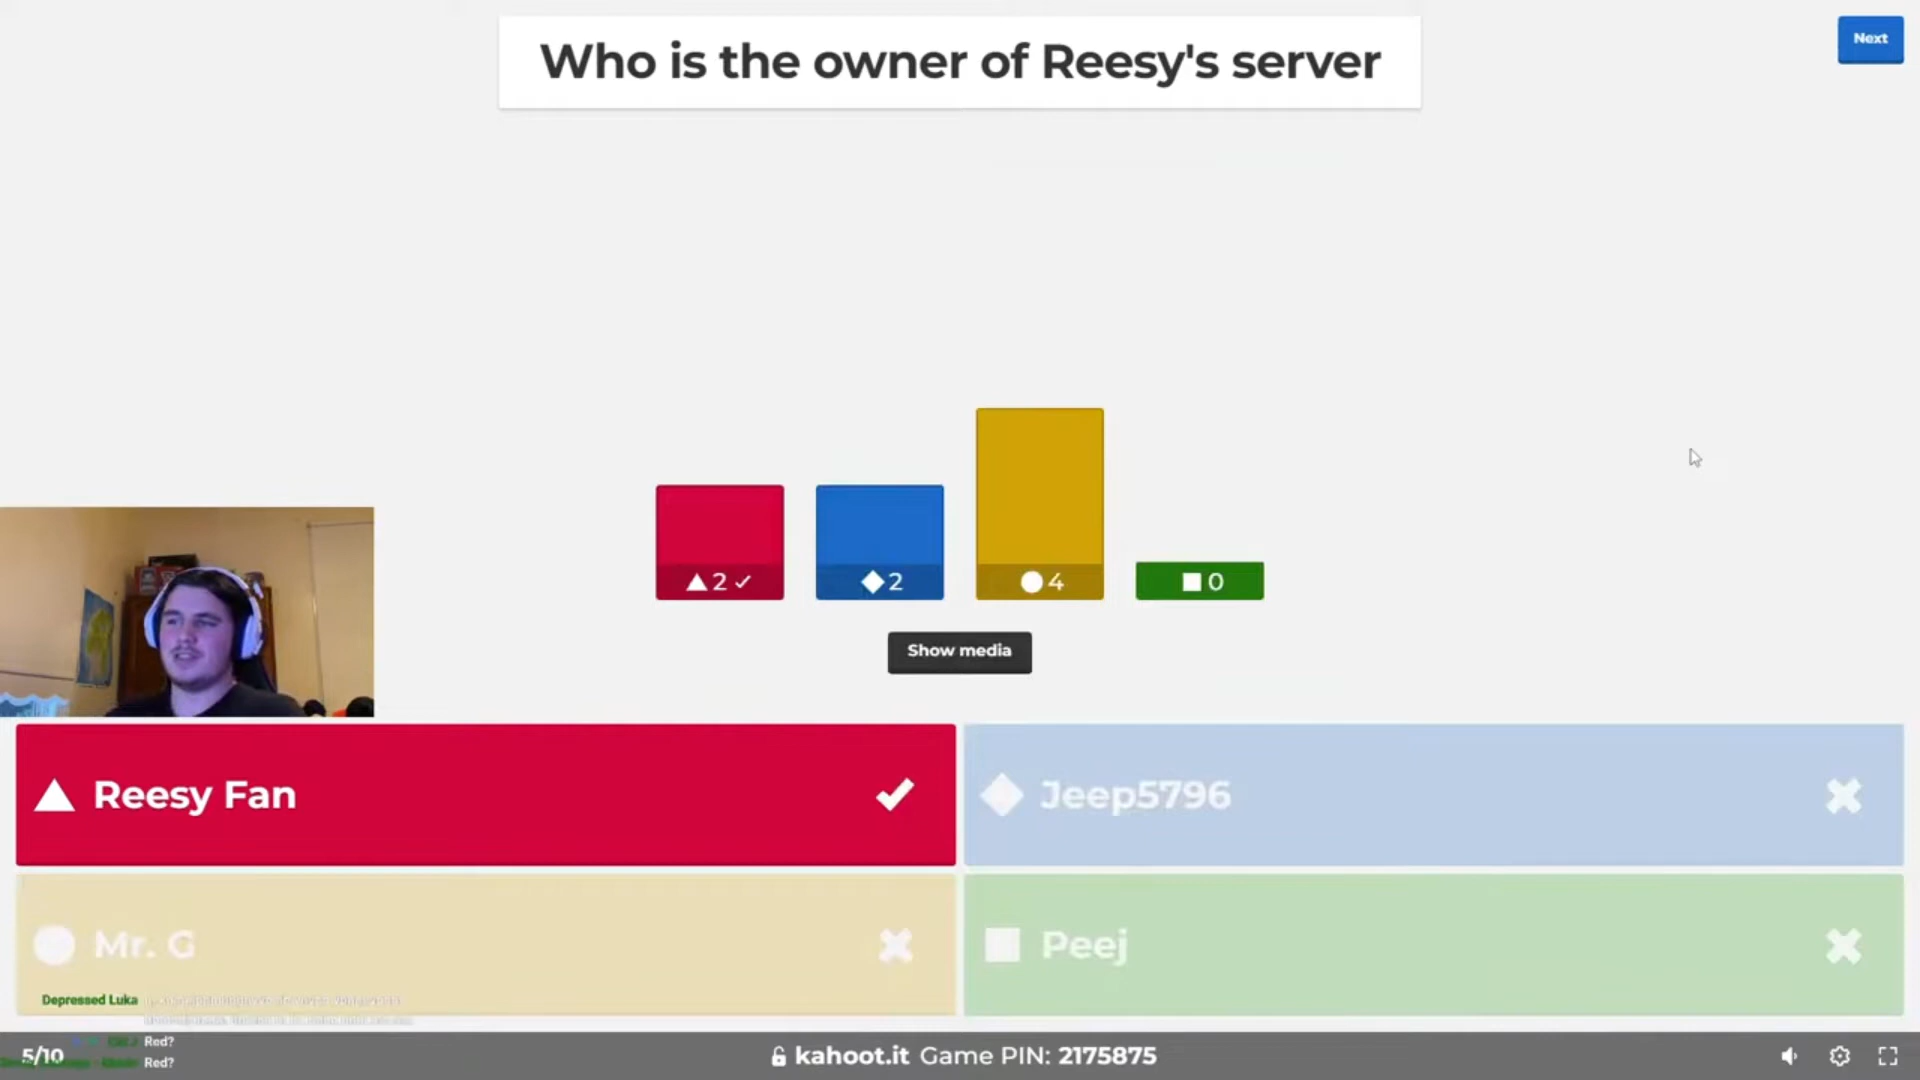 Who is the owner of Reesy's server
Next
2
2
4
0
Show media
Reesy Fan
Jeep5796
Mr. G
Peej
Depressed Luka
Red?
Red?
5/10
kahoot.it Game PIN: 2175875